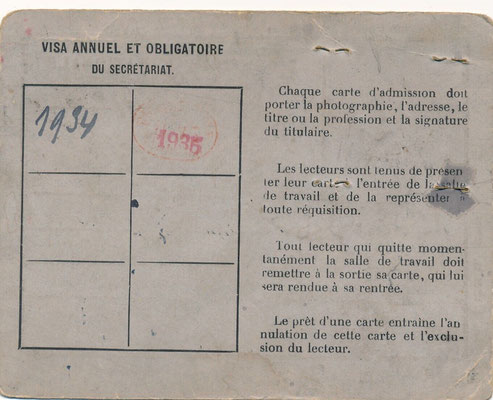 VISA ANNUEL ET OBLIGATOIRE
DU SECRÉTARIAT.
1934
1935
Chaque carte d'admission doit
porter la photographie, l'adresse, le
titre ou la profession et la signature
du titulaire.
Les lecteurs sont tenus de présen
ter leur carte à l'entrée de la salle
de travail et de la représenter à
toute réquisition.
Tout lecteur qui quitte momen-
tanément la salle de travail doit
remettre à la sortie sa carte, qui lui
sera rendue à sa rentrée.
Le prêt d'une carte entraîne l'an
nulation de cette carte et l'exclu-
sion du lecteur.